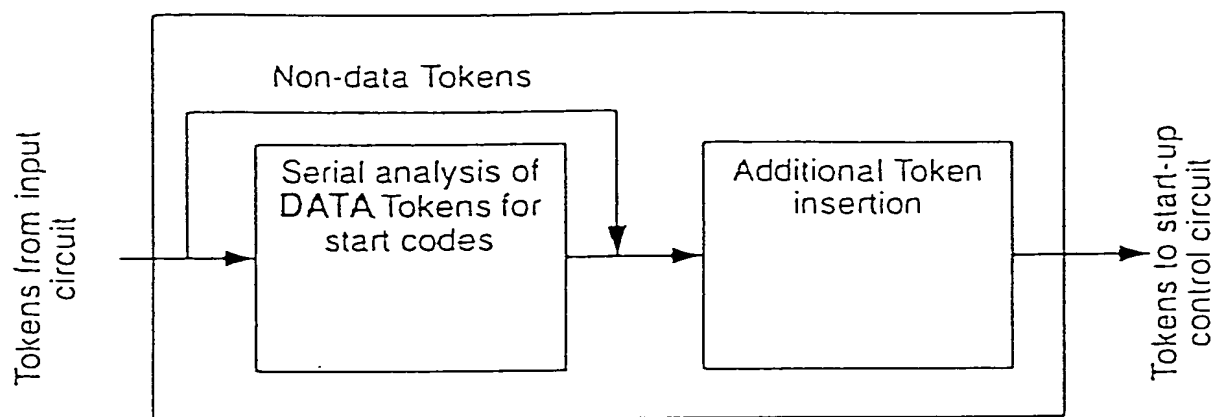 Non-data Tokens
Tokens from input
circuit
Serial analysis of
DATA Tokens for
start codes
Additional Token
insertion
Tokens to start-up
control circuit